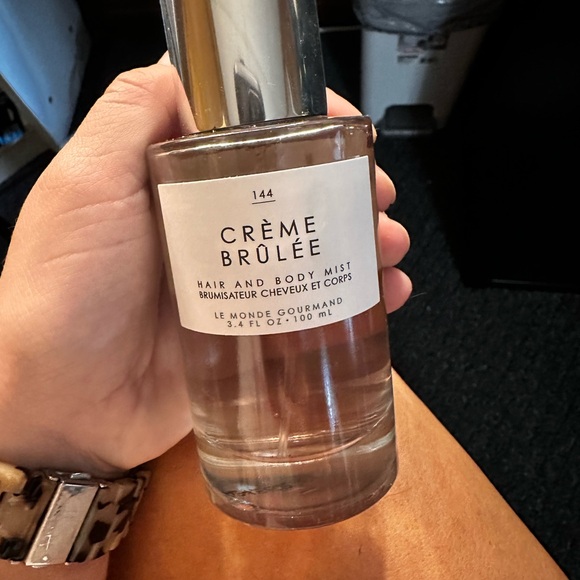 144
CRÈME
BRÛLÉE
HAIR AND BODY MIST
BRUMISATEUR CHEVEUX ET CORPS
LE MONDE GOURMAND
3.4 FL OZ • 100 mL